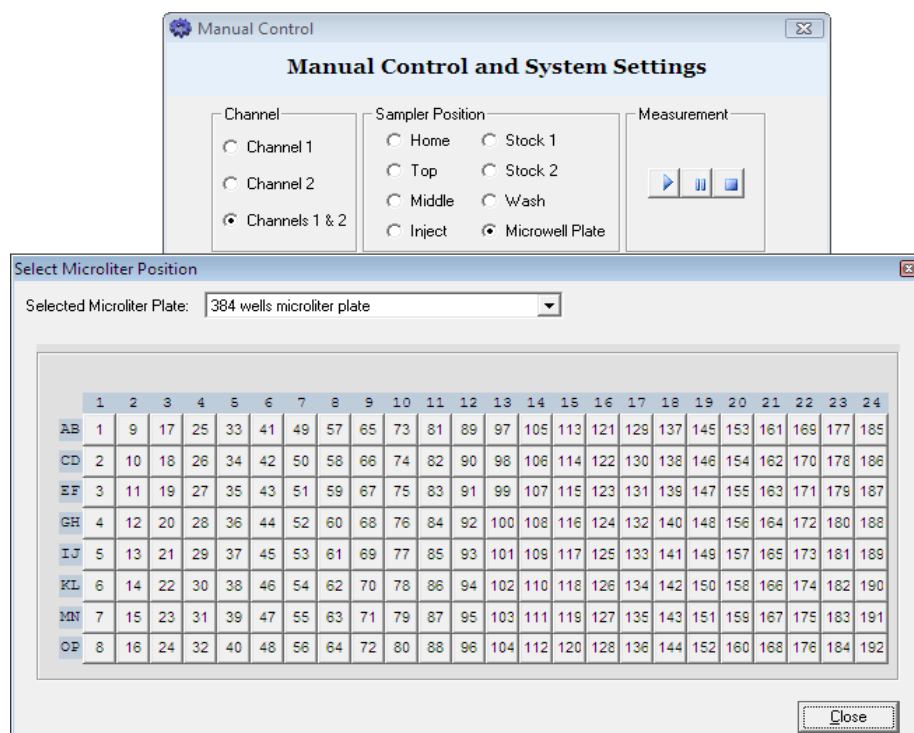 Manual Control
Manual Control and System Settings
Channel
Sampler Position
Measurement
Channel 1
Home
Stock 1
Channel 2
Top
Stock 2
Channels 1 & 2
Middle
Wash
Inject
Microwell Plate
Select Microliter Position
Selected Microliter Plate: 384 wells microliter plate
1 2 3 4 5 6 7 8 9 10 11 12 13 14 15 16 17 18 19 20 21 22 23 24
AB 1 9 17 25 33 41 49 57 65 73 81 89 97 105 113 121 129 137 145 153 161 169 177 185
CD 2 10 18 26 34 42 50 58 66 74 82 90 98 106 114 122 130 138 146 154 162 170 178 186
EF 3 11 19 27 35 43 51 59 67 75 83 91 99 107 115 123 131 139 147 155 163 171 179 187
GH 4 12 20 28 36 44 52 60 68 76 84 92 100 108 116 124 132 140 148 156 164 172 180 188
IJ 5 13 21 29 37 45 53 61 69 77 85 93 101 109 117 125 133 141 149 157 165 173 181 189
KL 6 14 22 30 38 46 54 62 70 78 86 94 102 110 118 126 134 142 150 158 166 174 182 190
MN 7 15 23 31 39 47 55 63 71 79 87 95 103 111 119 127 135 143 151 159 167 175 183 191
OP 8 16 24 32 40 48 56 64 72 80 88 96 104 112 120 128 136 144 152 160 168 176 184 192
Close